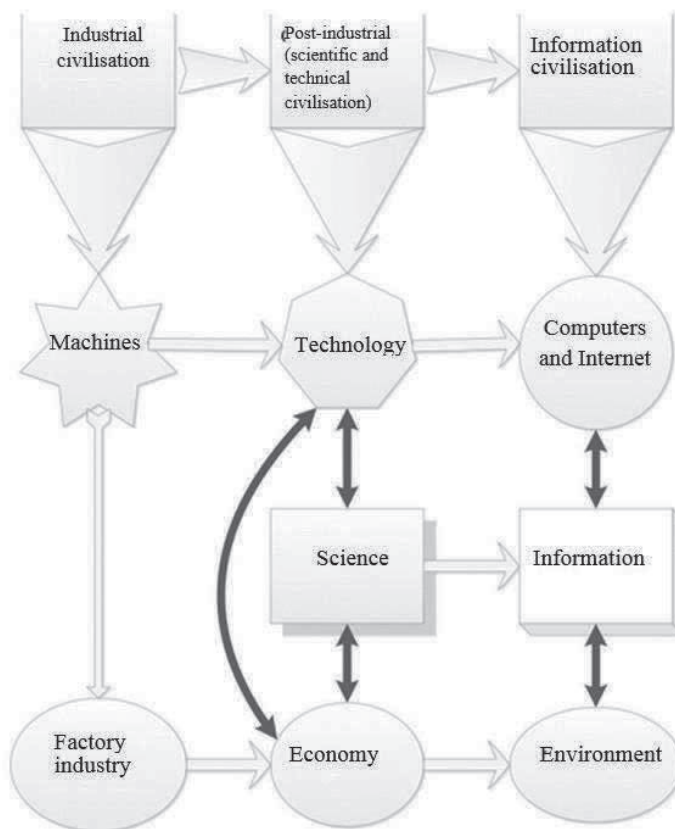 Industrial
civilisation
Post-industrial
(scientific and
technical
civilisation)
Information
civilisation
Machines
Technology
Computers
and Internet
Science
Information
Factory
industry
Economy
Environment